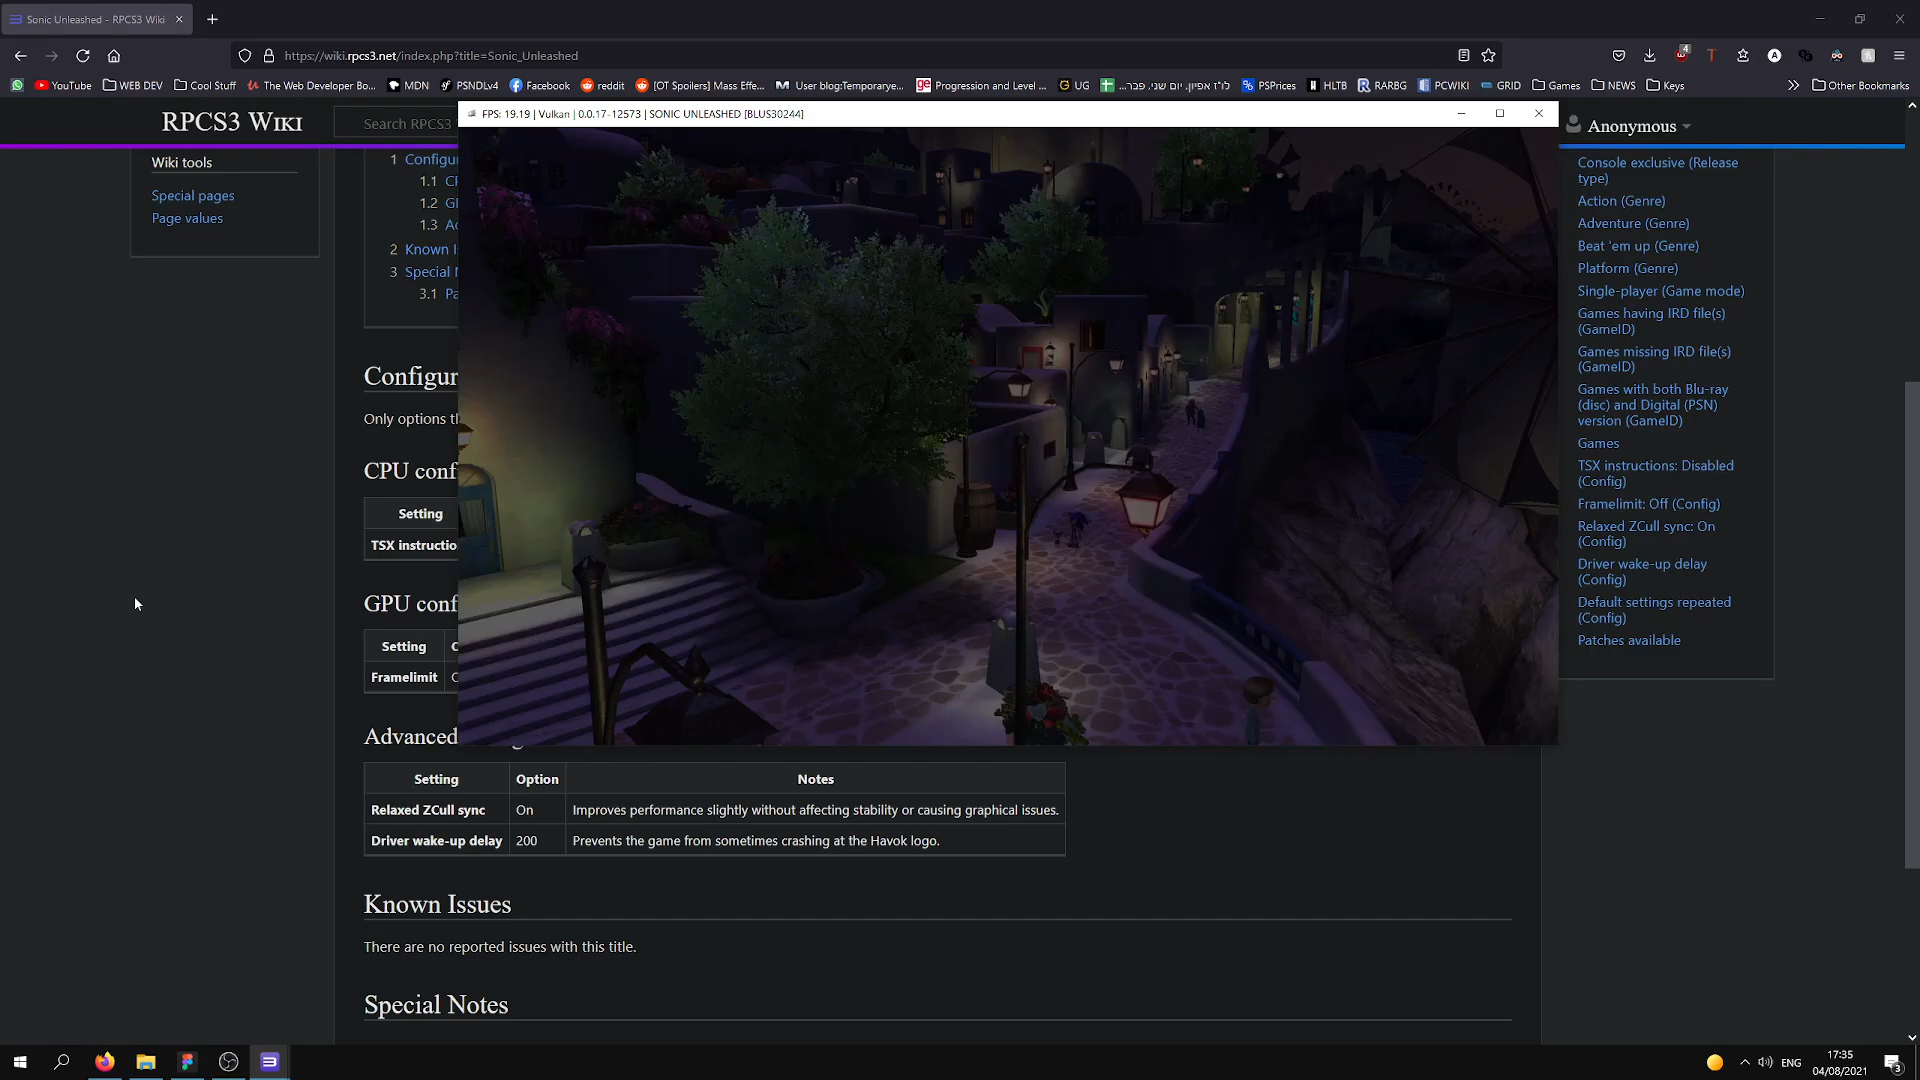 Sonic Unleashed - RPCS3 Wiki
https://wiki.rpcs3.net/index.php?title=Sonic_Unleashed
4
YouTube
WEB DEV
Cool Stuff
The Web Developer Bo...
MDN
PSNDLv4
Facebook
reddit
[OT Spoilers] Mass Effe...
User blog:Temporarye...
Progression and Level ...
UG
לו"ז אפיון, יום שני, פבר...
PSPrices
HLTB
RARBG
PCWIKI
GRID
Games
NEWS
Keys
Other Bookmarks
RPCS3 Wiki
Search RPCS3
FPS: 19.19 | Vulkan | 0.0.17-12573 | SONIC UNLEASHED [BLUS30244]
Anonymous
Wiki tools
Special pages
Page values
1 Configu
1.1
1.2
1.3
2 Known I
3 Special
3.1 Pa
Configur
Only options t
CPU conf
Setting
TSX instructio
GPU conf
Setting
Framelimit
Advanced
Setting Option Notes
Relaxed ZCull sync On Improves performance slightly without affecting stability or causing graphical issues.
Driver wake-up delay 200 Prevents the game from sometimes crashing at the Havok logo.
Known Issues
There are no reported issues with this title.
Special Notes
Console exclusive (Release
type)
Action (Genre)
Adventure (Genre)
Beat 'em up (Genre)
Platform (Genre)
Single-player (Game mode)
Games having IRD file(s)
(GameID)
Games missing IRD file(s)
(GameID)
Games with both Blu-ray
(disc) and Digital (PSN)
version (GameID)
Games
TSX instructions: Disabled
(Config)
Framelimit: Off (Config)
Relaxed ZCull sync: On
(Config)
Driver wake-up delay
(Config)
Default settings repeated
(Config)
Patches available
ENG
17:35
04/08/2021
3